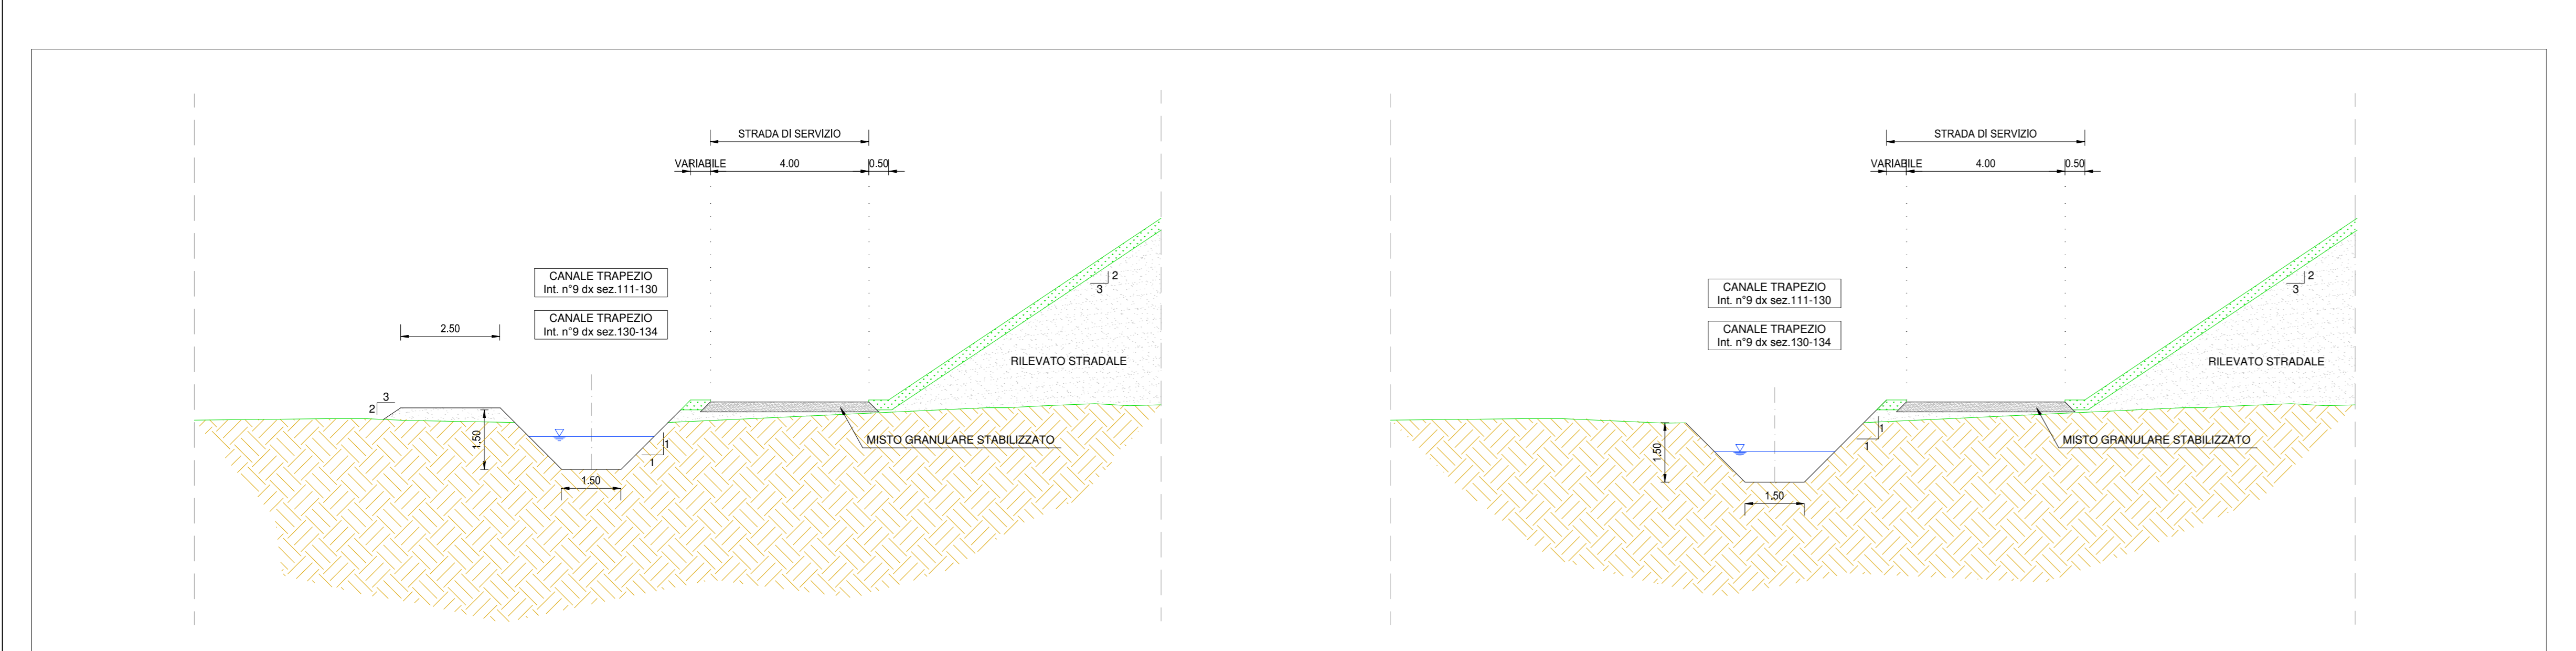 STRADA DI SERVIZIO
VARIABILE 4.00 0.50
CANALE TRAPEZIO
Int. n°9 dx sez.111-130
CANALE TRAPEZIO
Int. n°9 dx sez.130-134
2.50
2
3
RILEVATO STRADALE
3
2
1.50
1
1
MISTO GRANULARE STABILIZZATO
1.50
STRADA DI SERVIZIO
VARIABILE 4.00 0.50
CANALE TRAPEZIO
Int. n°9 dx sez.111-130
CANALE TRAPEZIO
Int. n°9 dx sez.130-134
2
3
RILEVATO STRADALE
1.50
1
1
MISTO GRANULARE STABILIZZATO
1.50